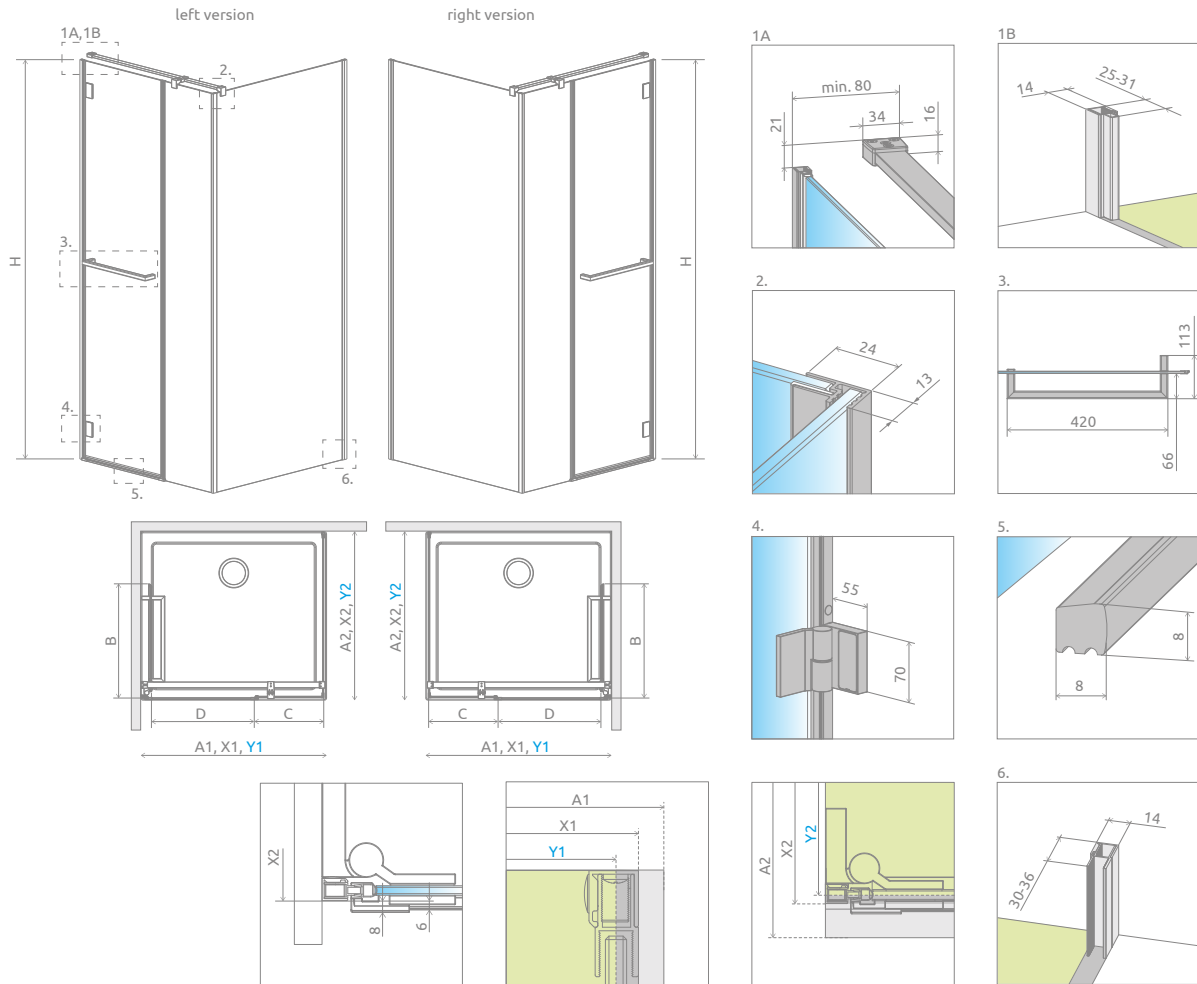 left version
right version
1A,1B
2.
H
3.
4.
5.
6.
H
1A
min. 80
34
16
21
1B
14
25-31
2.
24
13
3.
113
420
66
4.
55
70
5.
8
8
B
D
C
A2, X2, Y2
A1, X1, Y1
A2, X2, Y2
B
C
D
A1, X1, Y1
X2
8
6
A1
X1
Y1
A2
X2
Y2
6.
14
30-36